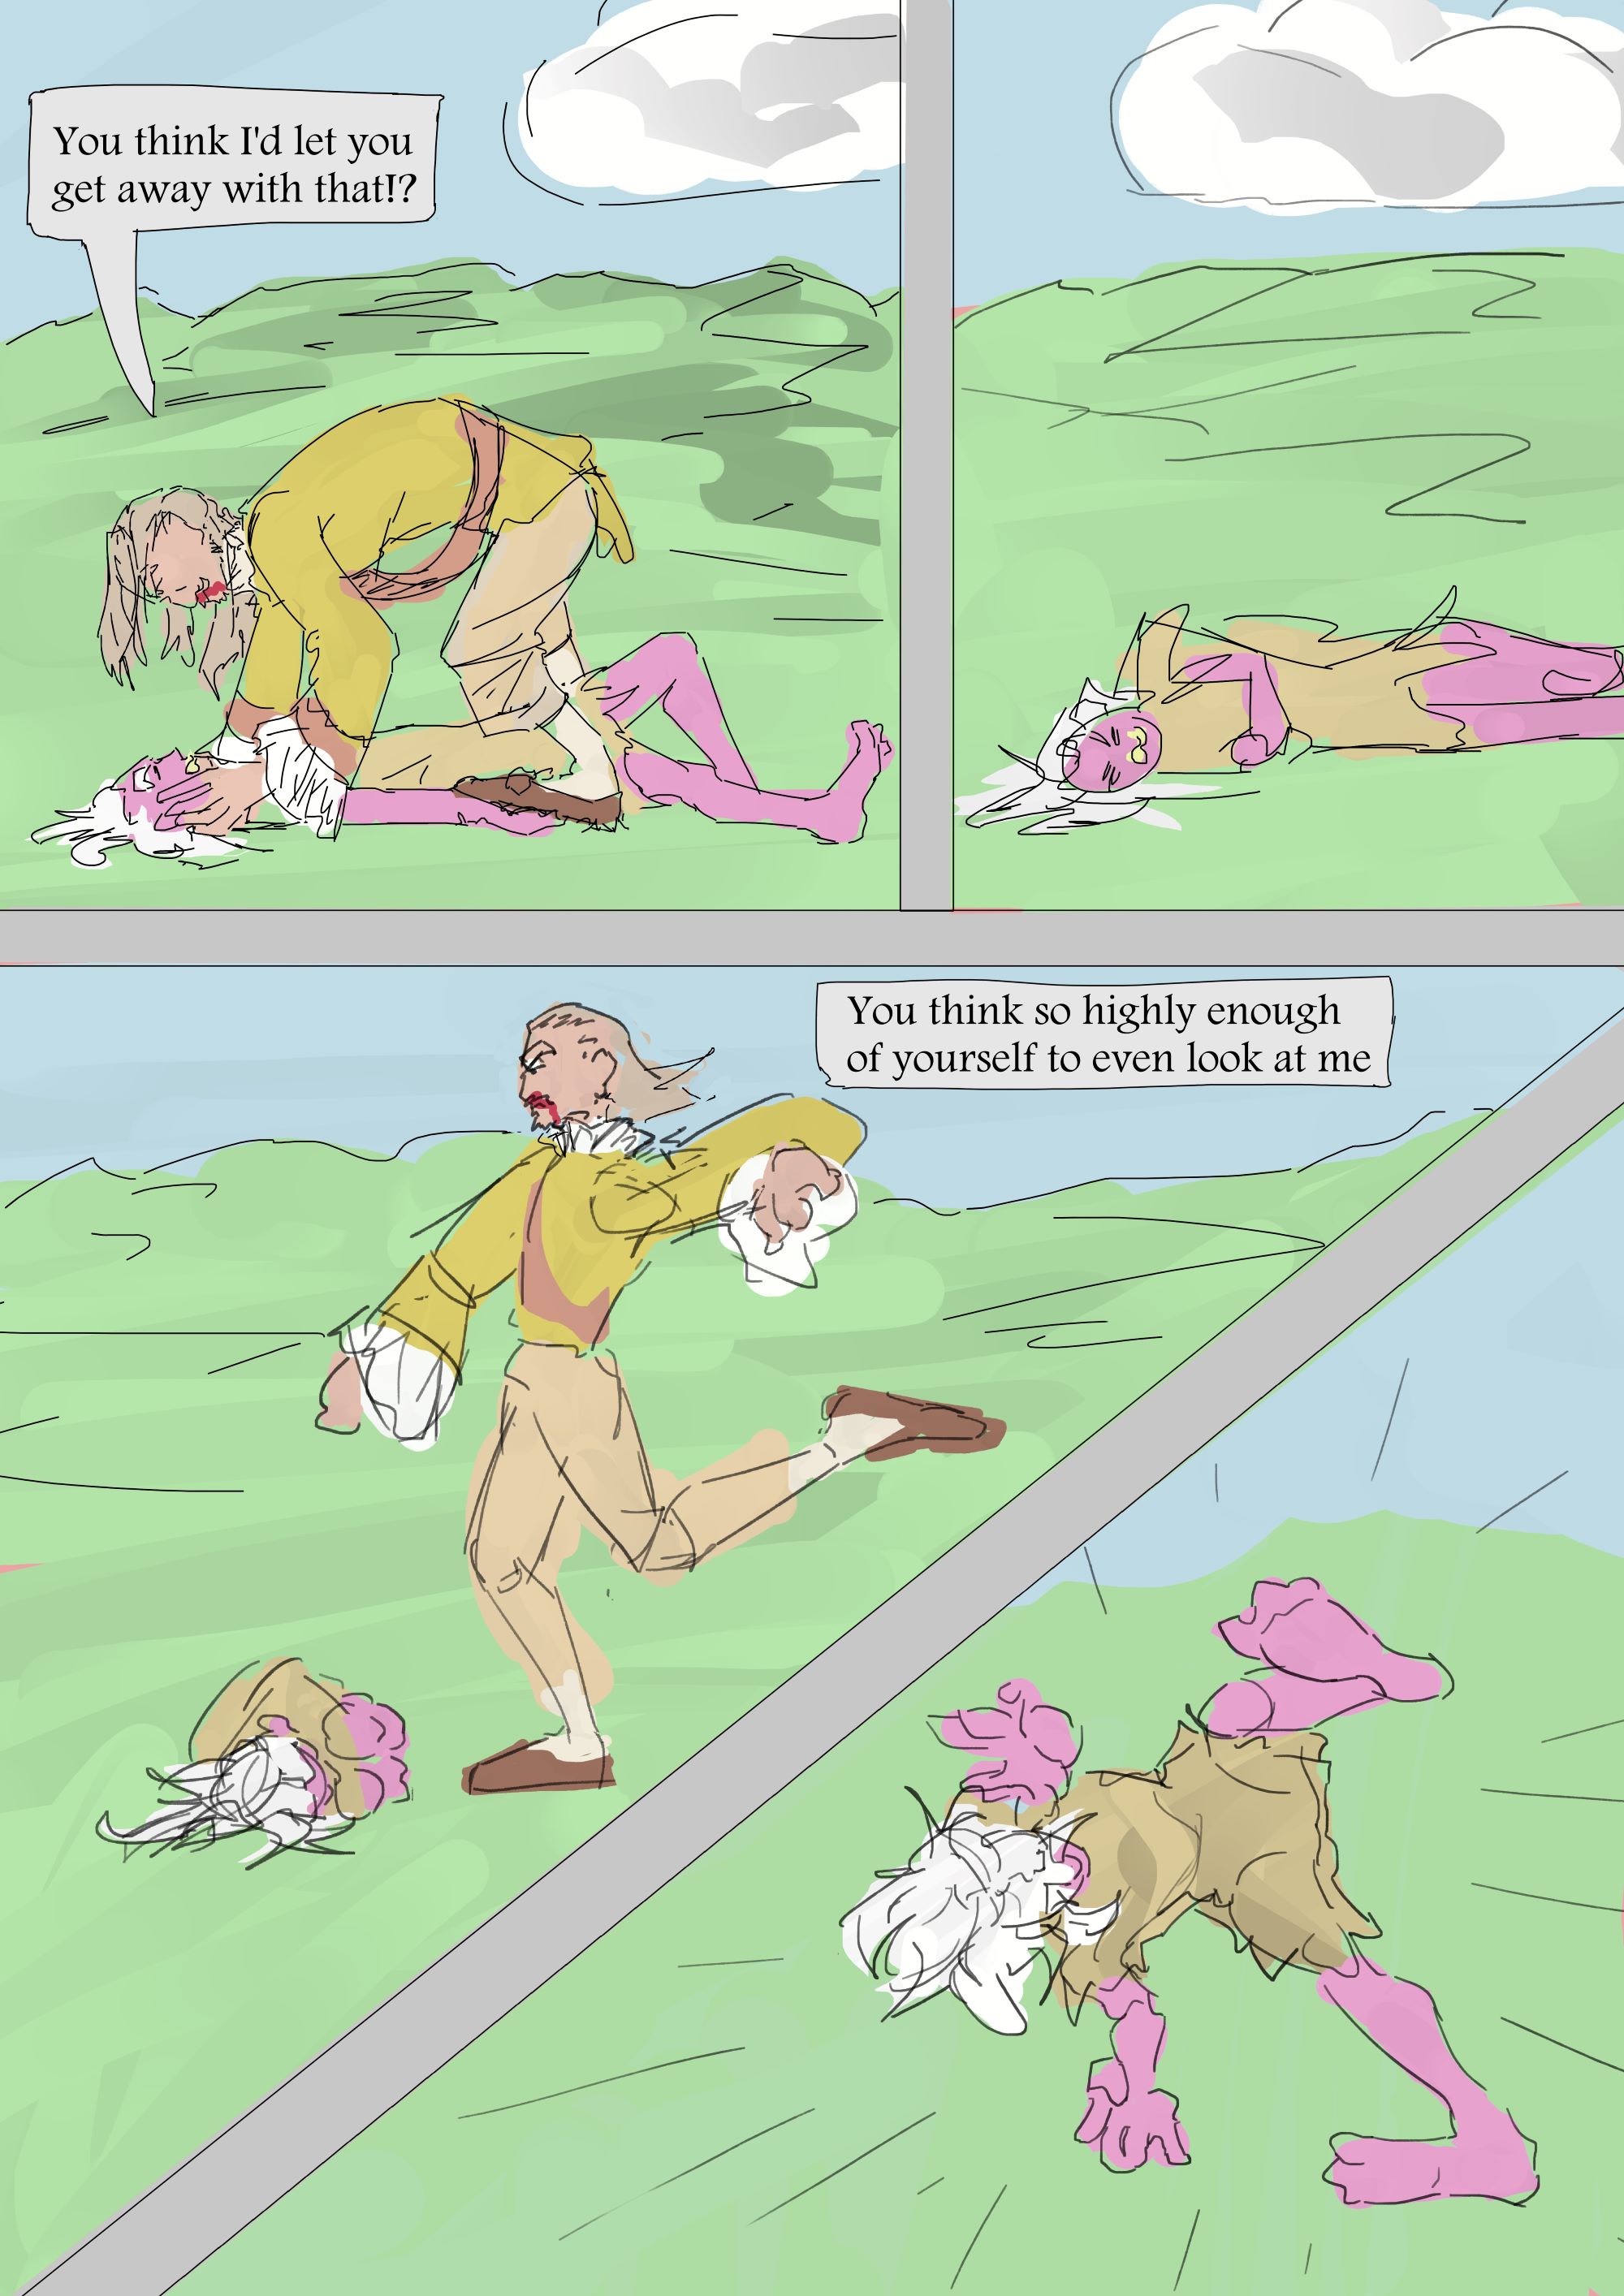 You think I'd let you
get away with that!?
You think so highly enough
of yourself to even look at me